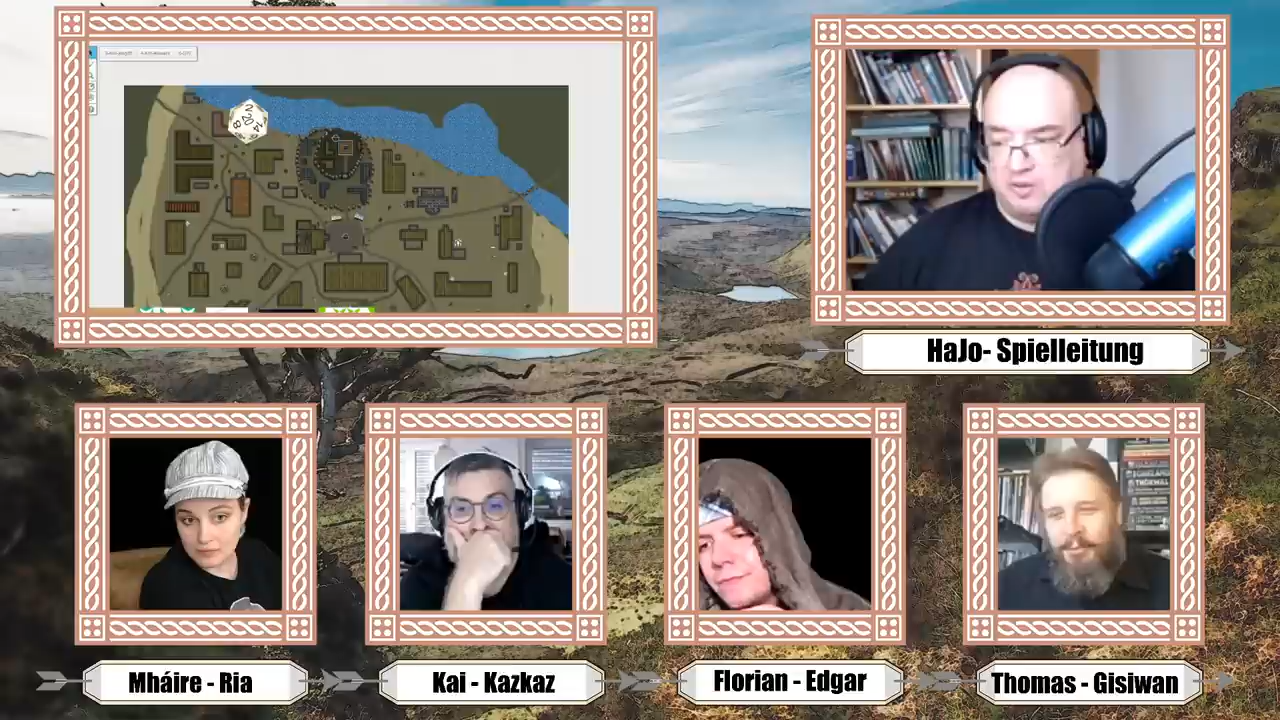 HaJo- Spielleitung
Mháire - Ria
Kai - Kazkaz
Florian - Edgar
Thomas - Gisiwan